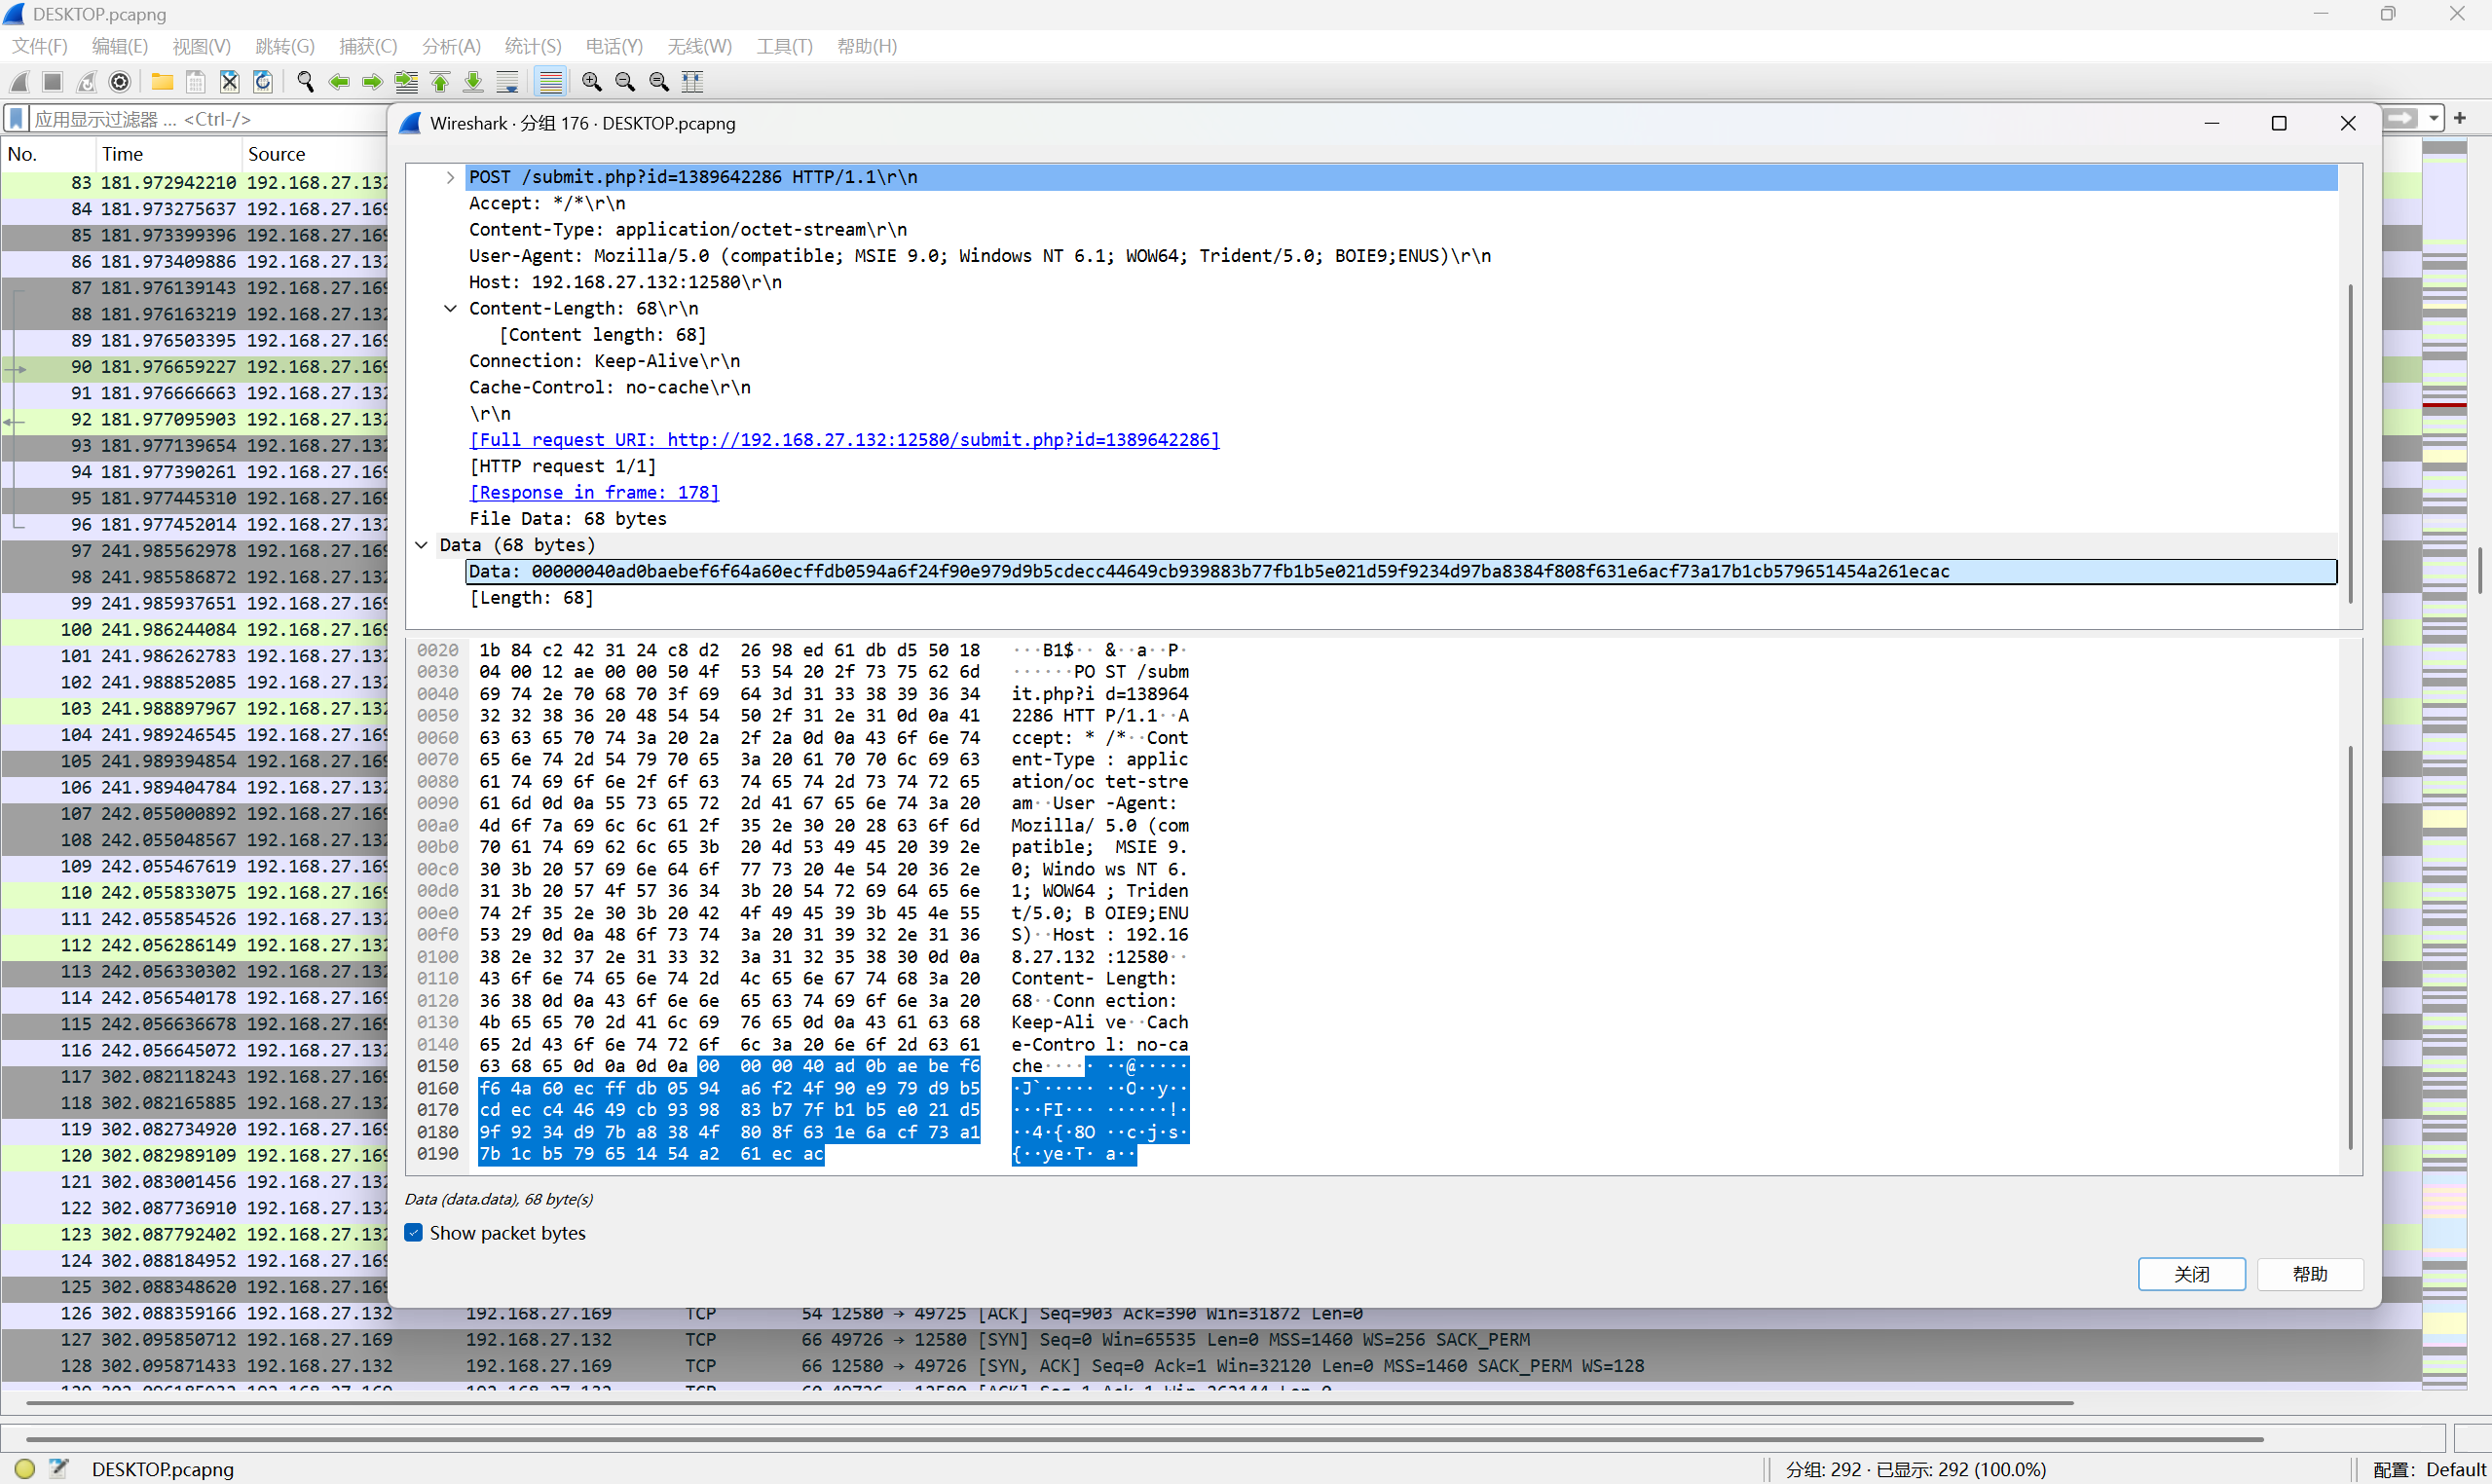 DESKTOP.pcapng
文件(F) 编辑(E) 视图(V) 跳转(G) 捕获(C) 分析(A) 统计(S) 电话(Y) 无线(W) 工具(T) 帮助(H)
应用显示过滤器 … <Ctrl-/>
No. Time Source
83 181.972942210 192.168.27.132
84 181.973275637 192.168.27.169
85 181.973399396 192.168.27.169
86 181.973409886 192.168.27.132
87 181.976139143 192.168.27.169
88 181.976163219 192.168.27.132
89 181.976503395 192.168.27.169
90 181.976659227 192.168.27.169
91 181.976666663 192.168.27.132
92 181.977095903 192.168.27.132
93 181.977139654 192.168.27.132
94 181.977390261 192.168.27.169
95 181.977445310 192.168.27.169
96 181.977452014 192.168.27.132
97 241.985562978 192.168.27.169
98 241.985586872 192.168.27.132
99 241.985937651 192.168.27.169
100 241.986244084 192.168.27.169
101 241.986262783 192.168.27.132
102 241.988852085 192.168.27.132
103 241.988897967 192.168.27.132
104 241.989246545 192.168.27.169
105 241.989394854 192.168.27.169
106 241.989404784 192.168.27.132
107 242.055000892 192.168.27.169
108 242.055048567 192.168.27.132
109 242.055467619 192.168.27.169
110 242.055833075 192.168.27.169
111 242.055854526 192.168.27.132
112 242.056286149 192.168.27.132
113 242.056330302 192.168.27.132
114 242.056540178 192.168.27.169
115 242.056636678 192.168.27.169
116 242.056645072 192.168.27.132
117 302.082118243 192.168.27.169
118 302.082165885 192.168.27.132
119 302.082734920 192.168.27.169
120 302.082989109 192.168.27.169
121 302.083001456 192.168.27.132
122 302.087736910 192.168.27.132
123 302.087792402 192.168.27.132
124 302.088184952 192.168.27.169
125 302.088348620 192.168.27.169
126 302.088359166 192.168.27.132 192.168.27.169 TCP 54 12580 → 49725 [ACK] Seq=903 Ack=390 Win=31872 Len=0
127 302.095850712 192.168.27.169 192.168.27.132 TCP 66 49726 → 12580 [SYN] Seq=0 Win=65535 Len=0 MSS=1460 WS=256 SACK_PERM
128 302.095871433 192.168.27.132 192.168.27.169 TCP 66 12580 → 49726 [SYN, ACK] Seq=0 Ack=1 Win=32120 Len=0 MSS=1460 SACK_PERM WS=128
Wireshark · 分组 176 · DESKTOP.pcapng
POST /submit.php?id=1389642286 HTTP/1.1\r\n
Accept: */*\r\n
Content-Type: application/octet-stream\r\n
User-Agent: Mozilla/5.0 (compatible; MSIE 9.0; Windows NT 6.1; WOW64; Trident/5.0; BOIE9;ENUS)\r\n
Host: 192.168.27.132:12580\r\n
Content-Length: 68\r\n
[Content length: 68]
Connection: Keep-Alive\r\n
Cache-Control: no-cache\r\n
\r\n
[Full request URI: http://192.168.27.132:12580/submit.php?id=1389642286]
[HTTP request 1/1]
[Response in frame: 178]
File Data: 68 bytes
Data (68 bytes)
Data: 00000040ad0baebef6f64a60ecffdb0594a6f24f90e979d9b5cdecc44649cb939883b77fb1b5e021d59f9234d97ba8384f808f631e6acf73a17b1cb579651454a261ecac
[Length: 68]
0020 1b 84 c2 42 31 24 c8 d2 26 98 ed 61 db d5 50 18 ···B1$·· &··a··P·
0030 04 00 12 ae 00 00 50 4f 53 54 20 2f 73 75 62 6d ······PO ST /subm
0040 69 74 2e 70 68 70 3f 69 64 3d 31 33 38 39 36 34 it.php?i d=138964
0050 32 32 38 36 20 48 54 54 50 2f 31 2e 31 0d 0a 41 2286 HTT P/1.1··A
0060 63 63 65 70 74 3a 20 2a 2f 2a 0d 0a 43 6f 6e 74 ccept: * /*··Cont
0070 65 6e 74 2d 54 79 70 65 3a 20 61 70 70 6c 69 63 ent-Type : applic
0080 61 74 69 6f 6e 2f 6f 63 74 65 74 2d 73 74 72 65 ation/oc tet-stre
0090 61 6d 0d 0a 55 73 65 72 2d 41 67 65 6e 74 3a 20 am··User -Agent:
00a0 4d 6f 7a 69 6c 6c 61 2f 35 2e 30 20 28 63 6f 6d Mozilla/ 5.0 (com
00b0 70 61 74 69 62 6c 65 3b 20 4d 53 49 45 20 39 2e patible; MSIE 9.
00c0 30 3b 20 57 69 6e 64 6f 77 73 20 4e 54 20 36 2e 0; Windo ws NT 6.
00d0 31 3b 20 57 4f 57 36 34 3b 20 54 72 69 64 65 6e 1; WOW64 ; Triden
00e0 74 2f 35 2e 30 3b 20 42 4f 49 45 39 3b 45 4e 55 t/5.0; B OIE9;ENU
00f0 53 29 0d 0a 48 6f 73 74 3a 20 31 39 32 2e 31 36 S)··Host : 192.16
0100 38 2e 32 37 2e 31 33 32 3a 31 32 35 38 30 0d 0a 8.27.132 :12580··
0110 43 6f 6e 74 65 6e 74 2d 4c 65 6e 67 74 68 3a 20 Content- Length:
0120 36 38 0d 0a 43 6f 6e 6e 65 63 74 69 6f 6e 3a 20 68··Conn ection:
0130 4b 65 65 70 2d 41 6c 69 76 65 0d 0a 43 61 63 68 Keep-Ali ve··Cach
0140 65 2d 43 6f 6e 74 72 6f 6c 3a 20 6e 6f 2d 63 61 e-Contro l: no-ca
0150 63 68 65 0d 0a 0d 0a 00 00 00 40 ad 0b ae be f6 che····· ··@·····
0160 f6 4a 60 ec ff db 05 94 a6 f2 4f 90 e9 79 d9 b5 ·J`····· ··O··y··
0170 cd ec c4 46 49 cb 93 98 83 b7 7f b1 b5 e0 21 d5 ···FI··· ······!·
0180 9f 92 34 d9 7b a8 38 4f 80 8f 63 1e 6a cf 73 a1 ··4·{·8O ··c·j·s·
0190 7b 1c b5 79 65 14 54 a2 61 ec ac {··ye·T· a··
Data (data.data), 68 byte(s)
Show packet bytes
关闭 帮助
DESKTOP.pcapng 分组: 292 · 已显示: 292 (100.0%) 配置: Default